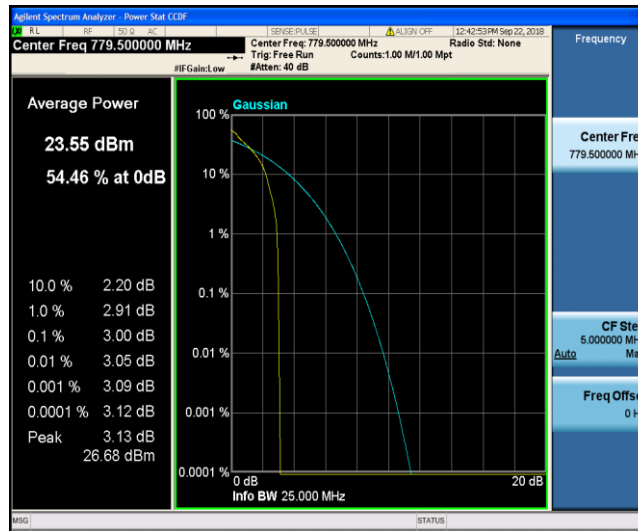 Agilent Spectrum Analyzer - Power Stat CCDF
RL RF 50 Ω AC SENSE:PULSE ALIGN OFF 12:42:53 PM Sep 22, 2018
Center Freq 779.500000 MHz
Center Freq: 779.500000 MHz Radio Std: None
Trig: Free Run Counts:1.00 M/1.00 Mpt
#IFGain:Low #Atten: 40 dB
Frequency
Average Power
23.55 dBm
54.46 % at 0dB
10.0 % 2.20 dB
1.0 % 2.91 dB
0.1 % 3.00 dB
0.01 % 3.05 dB
0.001 % 3.09 dB
0.0001 % 3.12 dB
Peak 3.13 dB
26.68 dBm
Gaussian
100 %
10 %
1 %
0.1 %
0.01 %
0.001 %
0.0001 %
0 dB 20 dB
Info BW 25.000 MHz
Center Fre
779.500000 MH
CF Ste
5.000000 MH
Auto Ma
Freq Offse
0 H
MSG STATUS